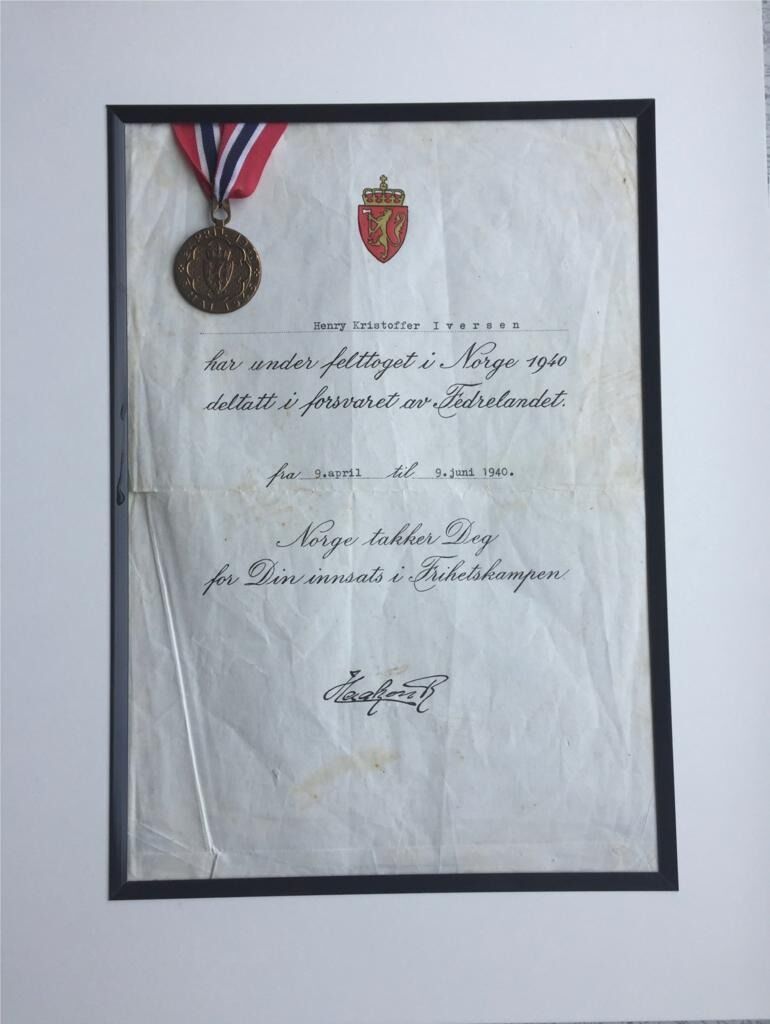 Henry Kristoffer Iversen
har under felttoget i Norge 1940
deltatt i forsvaret av Fedrelandet.
fra 9.april til 9.juni 1940.
Norge takker Deg
for Din innsats i Frihetskampen
Haakon R